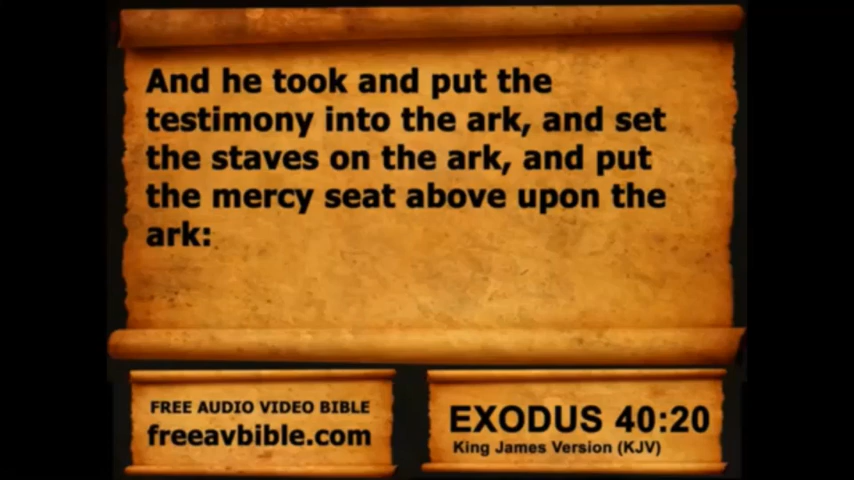 And he took and put the
testimony into the ark, and set
the staves on the ark, and put
the mercy seat above upon the
ark:
FREE AUDIO VIDEO BIBLE
freeavbible.com
EXODUS 40:20
King James Version (KJV)